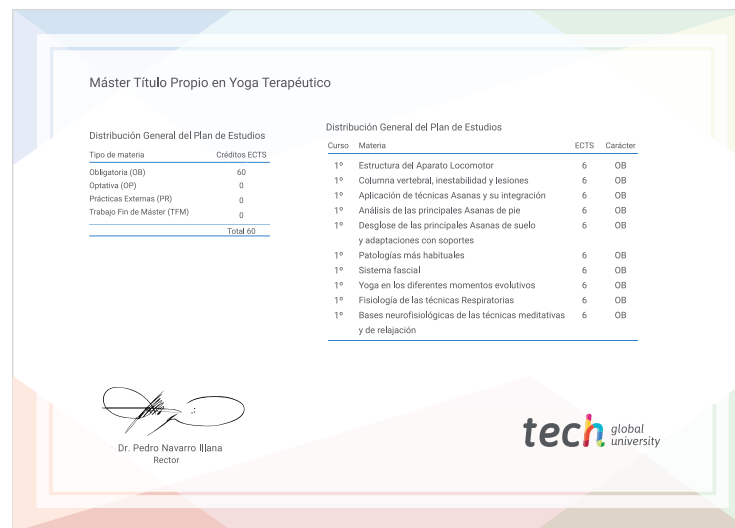 Máster Título Propio en Yoga Terapéutico
Distribución General del Plan de Estudios
Tipo de materia Créditos ECTS
Obligatoria (OB) 60
Optativa (OP) 0
Prácticas Externas (PR) 0
Trabajo Fin de Máster (TFM) 0
Total 60
Distribución General del Plan de Estudios
Curso Materia ECTS Carácter
1º Estructura del Aparato Locomotor 6 OB
1º Columna vertebral, inestabilidad y lesiones 6 OB
1º Aplicación de técnicas Asanas y su integración 6 OB
1º Análisis de las principales Asanas de pie 6 OB
1º Desglose de las principales Asanas de suelo 6 OB
y adaptaciones con soportes
1º Patologías más habituales 6 OB
1º Sistema fascial 6 OB
1º Yoga en los diferentes momentos evolutivos 6 OB
1º Fisiología de las técnicas Respiratorias 6 OB
1º Bases neurofisiológicas de las técnicas meditativas 6 OB
y de relajación
Dr. Pedro Navarro Illana
Rector
tech global
university